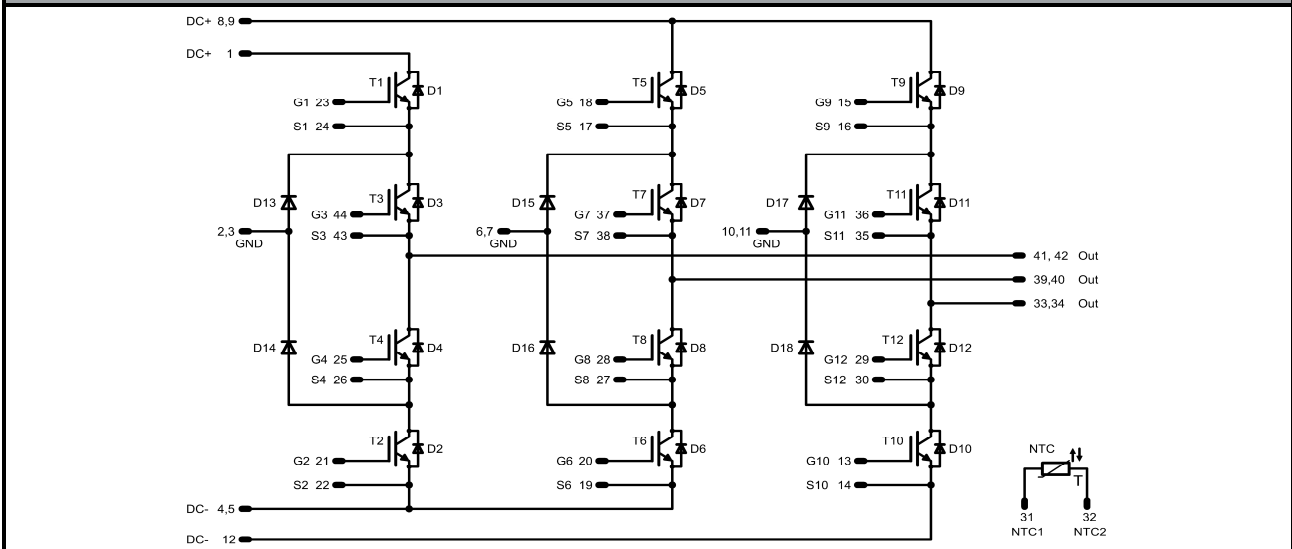 DC+ 8,9
DC+ 1
T1 D1 T5 D5 T9 D9
G1 23 G5 18 G9 15
S1 24 S5 17 S9 16
D13 T3 D3 D15 T7 D7 D17 T11 D11
G3 44 G7 37 G11 36
2,3 S3 43 6,7 S7 38 10,11 S11 35
GND GND GND
41, 42 Out
39,40 Out
33,34 Out
D14 T4 D4 D16 T8 D8 D18 T12 D12
G4 25 G8 28 G12 29
S4 26 S8 27 S12 30
T2 D2 T6 D6 T10 D10
G2 21 G6 20 G10 13
S2 22 S6 19 S10 14
DC- 4,5
DC- 12
NTC
T
31 32
NTC1 NTC2